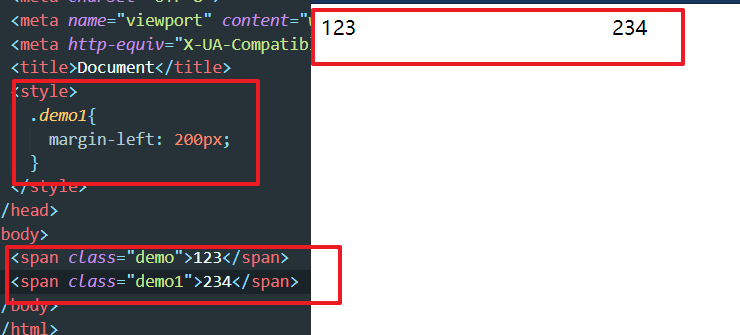 <meta charset="UTF-8">
<meta name="viewport" content="
<meta http-equiv="X-UA-Compatibl
<title>Document</title>
<style>
.demo1{
margin-left: 200px;
}
</style>
/head>
body>
<span class="demo">123</span>
<span class="demo1">234</span>
/body>
/html>
123 234